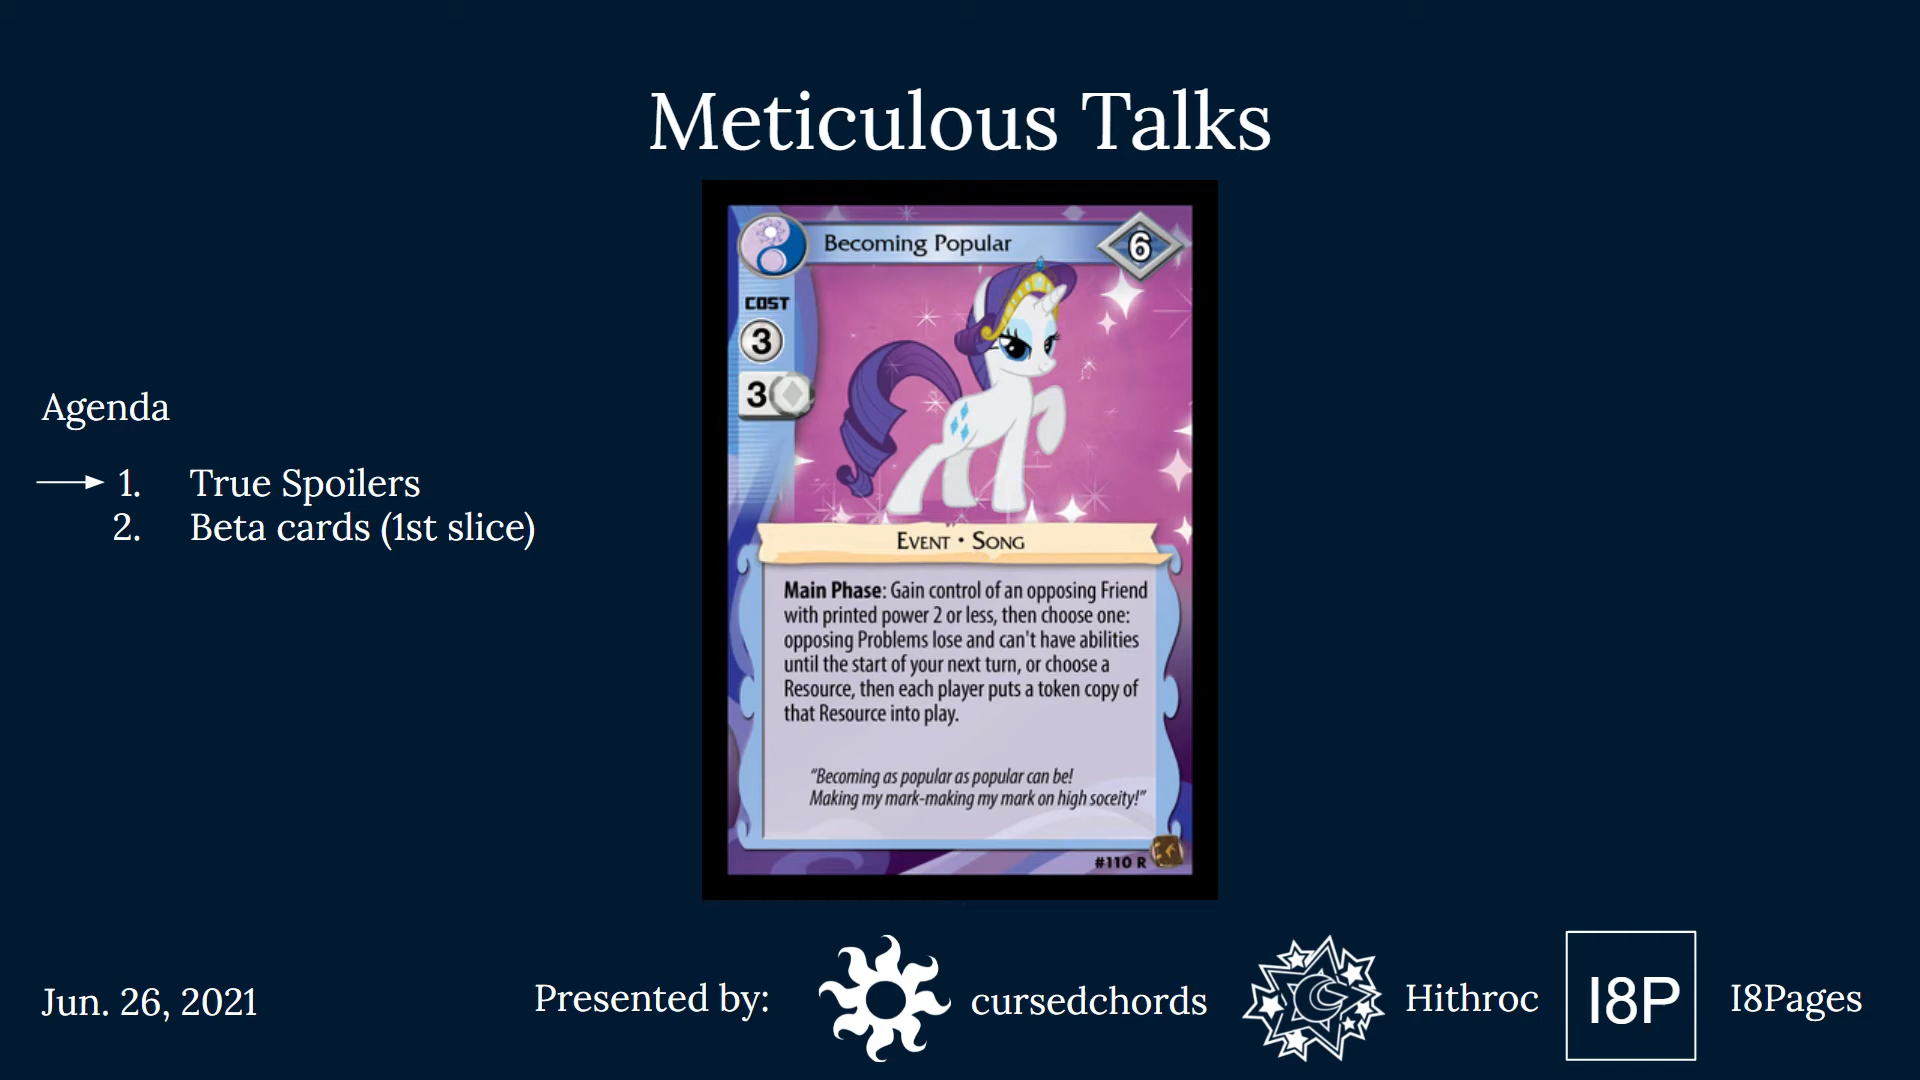 Meticulous Talks
Becoming Popular
6
COST
3
3
Agenda
1. True Spoilers
2. Beta cards (1st slice)
EVENT • SONG
Main Phase: Gain control of an opposing Friend
with printed power 2 or less, then choose one:
opposing Problems lose and can't have abilities
until the start of your next turn, or choose a
Resource, then each player puts a token copy of
that Resource into play.
“Becoming as popular as popular can be!
Making my mark-making my mark on high soceity!”
#110 R
Jun. 26, 2021
Presented by:
cursedchords
Hithroc
I8P
I8Pages